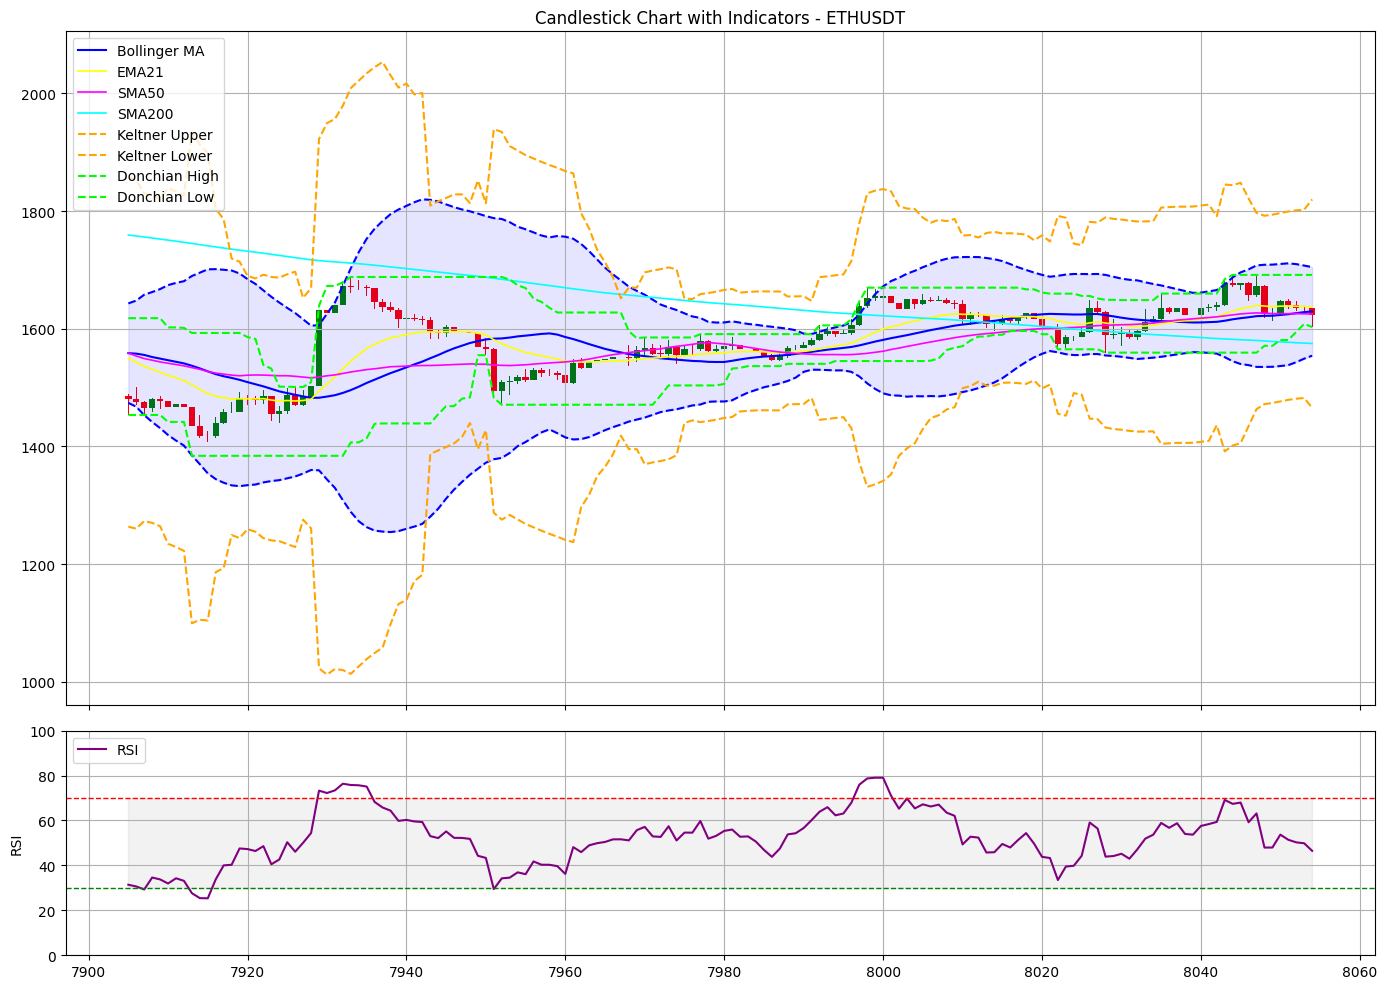 Candlestick Chart with Indicators - ETHUSDT
Bollinger MA
EMA21
SMA50
SMA200
Keltner Upper
Keltner Lower
Donchian High
Donchian Low
2000
1800
1600
1400
1200
1000
RSI
100
80
60
40
20
0
RSI
7900 7920 7940 7960 7980 8000 8020 8040 8060